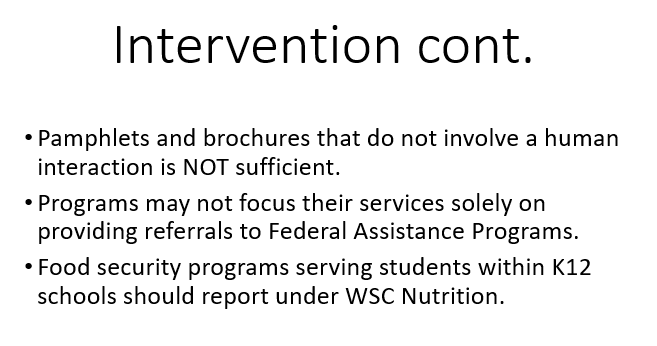 Intervention cont.
• Pamphlets and brochures that do not involve a human
interaction is NOT sufficient.
• Programs may not focus their services solely on
providing referrals to Federal Assistance Programs.
• Food security programs serving students within K12
schools should report under WSC Nutrition.